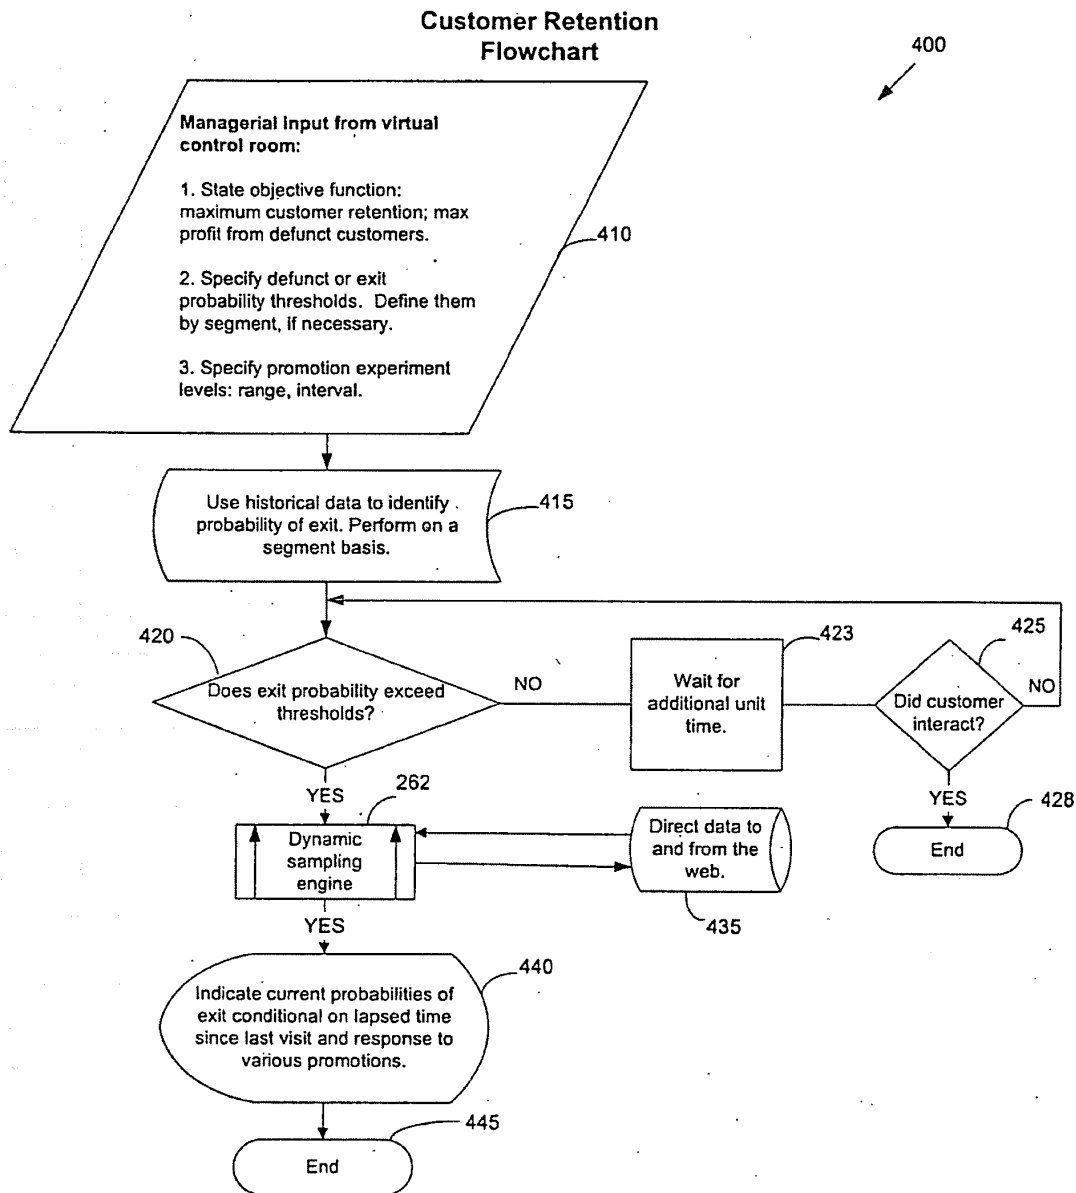 Customer Retention
Flowchart
400
Managerial Input from virtual
control room:
1. State objective function:
maximum customer retention; max
profit from defunct customers.
2. Specify defunct or exit
probability thresholds. Define them
by segment, if necessary.
3. Specify promotion experiment
levels: range, interval.
410
Use historical data to identify
probability of exit. Perform on a
segment basis.
415
420
Does exit probability exceed
thresholds?
NO
423
Wait for
additional unit
time.
425
Did customer
interact?
NO
YES
YES
262
428
End
Dynamic
sampling
engine
Direct data to
and from the
web.
435
YES
440
Indicate current probabilities of
exit conditional on lapsed time
since last visit and response to
various promotions.
445
End